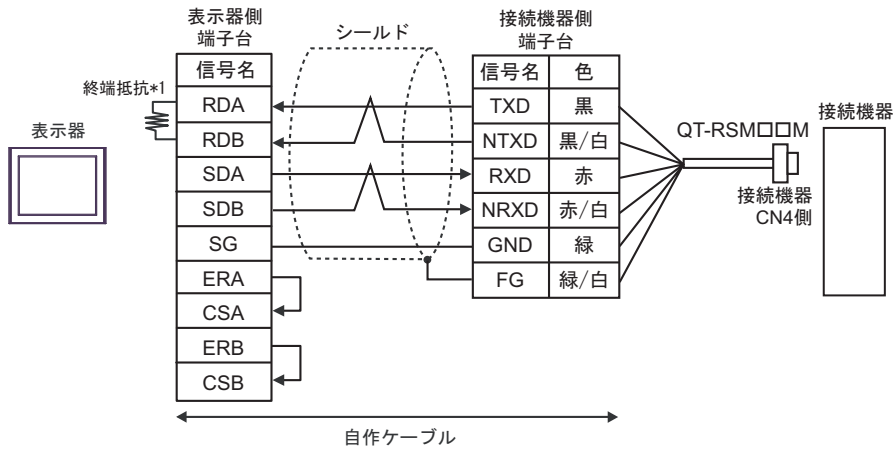 表示器側
端子台
シールド
接続機器側
端子台
信号名
信号名 色
終端抵抗*1
RDA
TXD 黒
RDB
NTXD 黒/白
SDA
RXD 赤
SDB
NRXD 赤/白
SG
GND 緑
ERA
FG 緑/白
CSA
ERB
CSB
表示器
QT-RSM□□M
接続機器
接続機器
CN4側
自作ケーブル